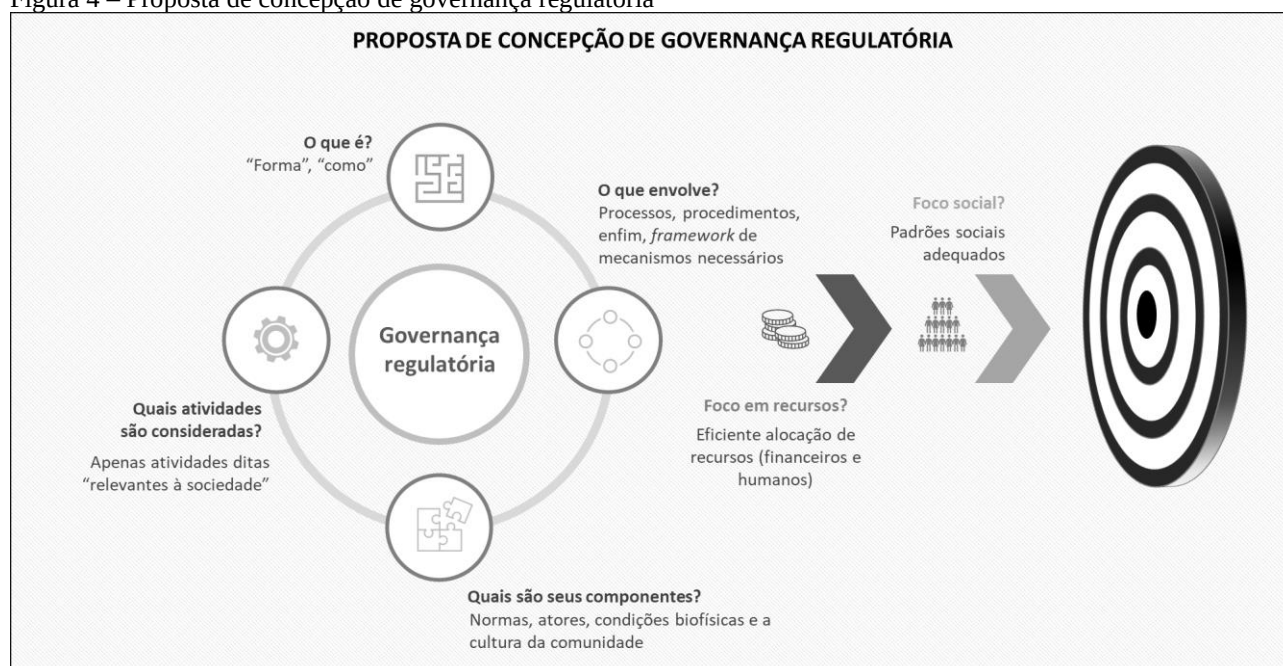 Figura 4 – Proposta de concepção de governança regulatória
PROPOSTA DE CONCEPÇÃO DE GOVERNANÇA REGULATÓRIA
O que é?
“Forma”, “como”
O que envolve?
Processos, procedimentos,
enfim, framework de
mecanismos necessários
Foco social?
Padrões sociais
adequados
Governança
regulatória
Quais atividades
são consideradas?
Apenas atividades ditas
“relevantes à sociedade”
Foco em recursos?
Eficiente alocação de
recursos (financeiros e
humanos)
Quais são seus componentes?
Normas, atores, condições biofísicas e a
cultura da comunidade